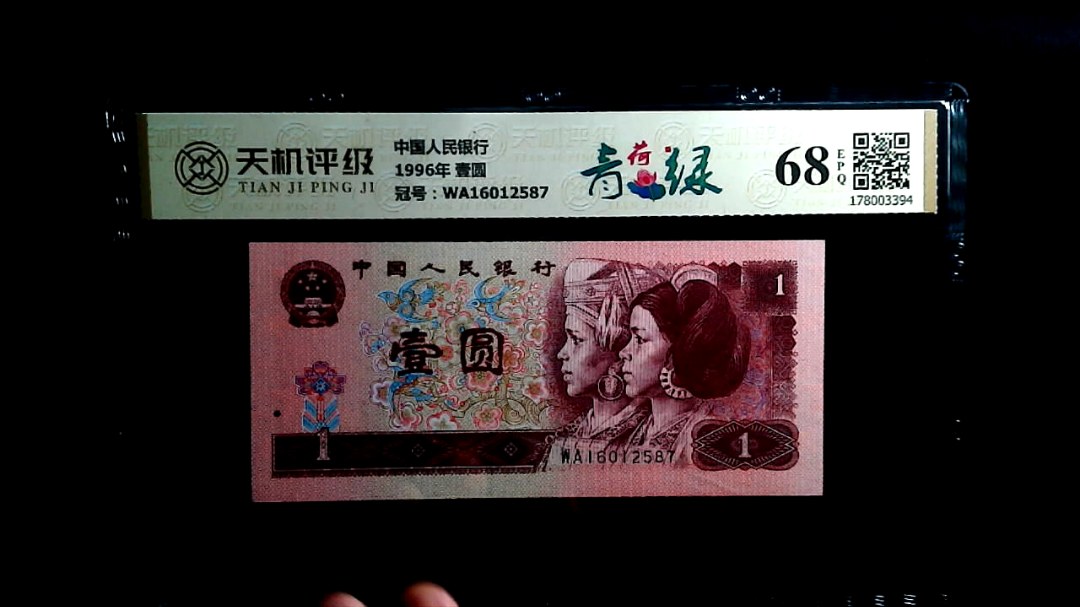 天机评级
TIAN JI PING JI
中国人民银行
1996年 壹圆
冠号：WA16012587
青荷绿
68
EPQ
178003394
中国人民银行
1
壹圆
1
WA16012587
1